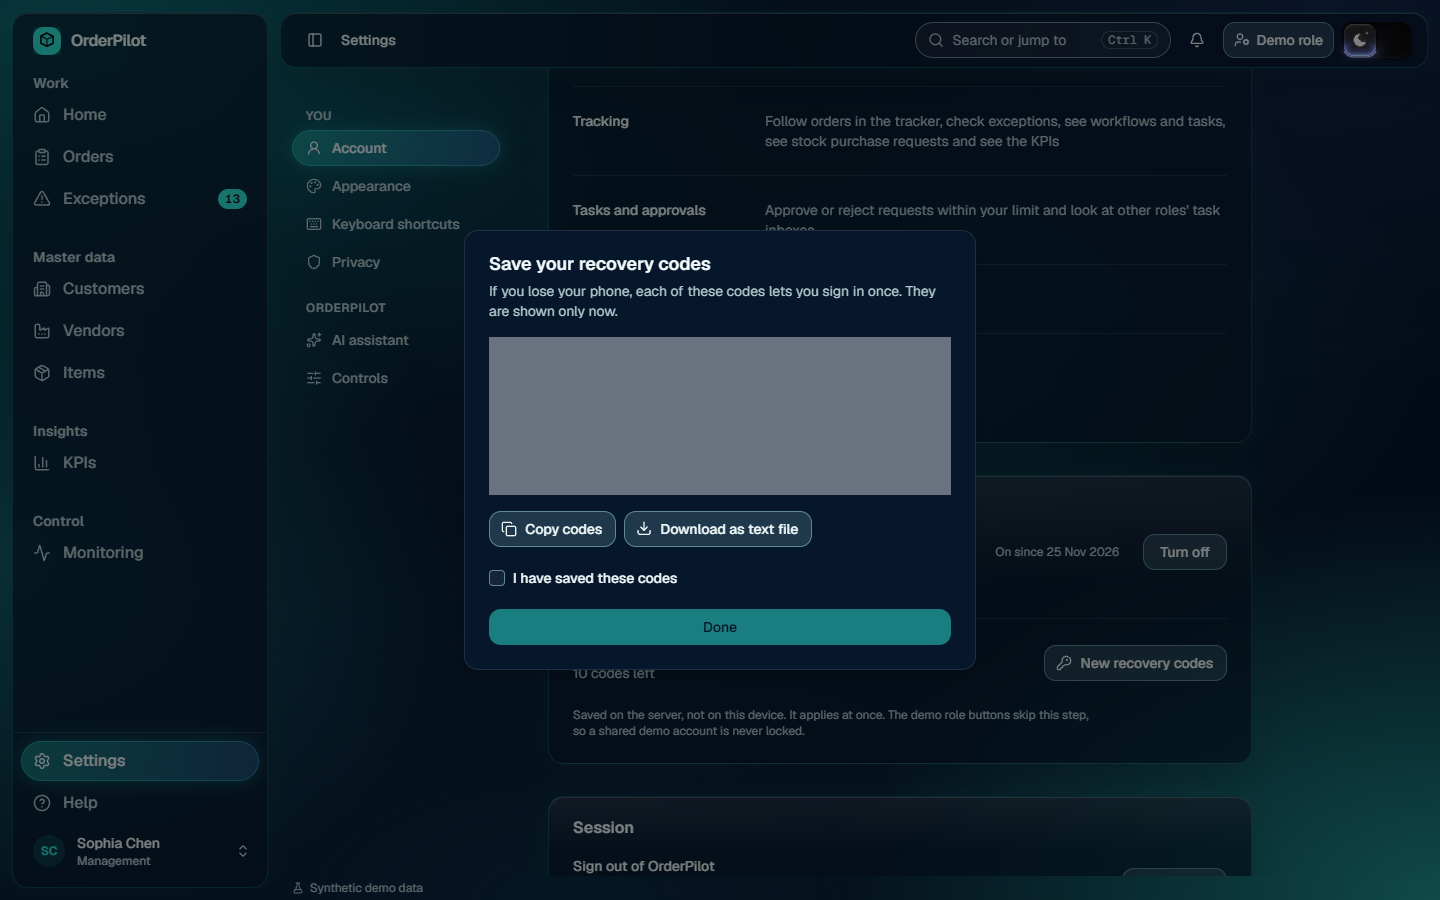 OrderPilot
Work
Home
Orders
Exceptions
13
Master data
Customers
Vendors
Items
Insights
KPIs
Control
Monitoring
Settings
Help
SC
Sophia Chen
Management
Settings
Search or jump to
Ctrl K
Demo role
YOU
Account
Appearance
Keyboard shortcuts
Privacy
ORDERPILOT
AI assistant
Controls
Tracking
Follow orders in the tracker, check exceptions, see workflows and tasks,
see stock purchase requests and see the KPIs
Tasks and approvals
Approve or reject requests within your limit and look at other roles' task
inboxes
Save your recovery codes
If you lose your phone, each of these codes lets you sign in once. They
are shown only now.
Copy codes
Download as text file
I have saved these codes
Done
On since 25 Nov 2026
Turn off
10 codes left
New recovery codes
Saved on the server, not on this device. It applies at once. The demo role buttons skip this step,
so a shared demo account is never locked.
Session
Sign out of OrderPilot
Synthetic demo data